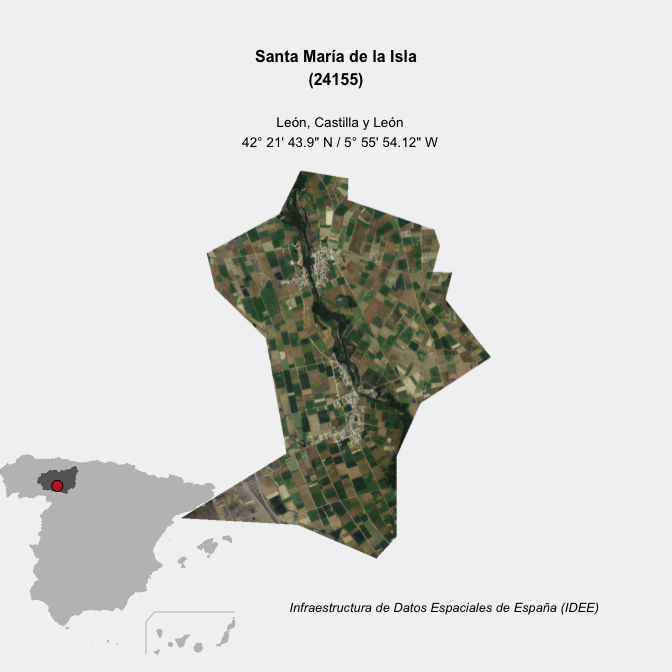 Santa María de la Isla
(24155)
León, Castilla y León
42° 21' 43.9" N / 5° 55' 54.12" W
Infraestructura de Datos Espaciales de España (IDEE)